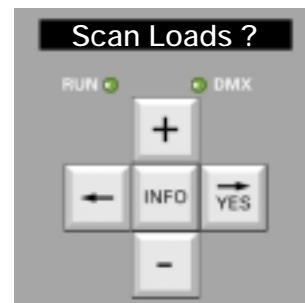 Scan Loads ?
RUN DMX
+
← INFO → YES
-